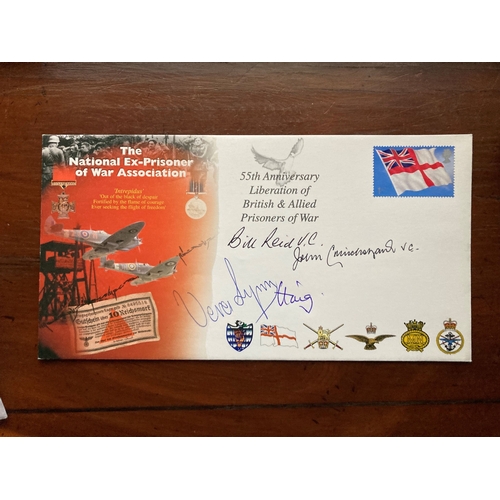 The
National Ex-Prisoner
of War Association
'Intrepidus'
Out of the black of despair
Fortified by the flame of courage
Ever seeking the flight of freedom'
55th Anniversary
Liberation of
British & Allied
Prisoners of War
Bill Reid V.C.
John Cruickshank V.C.
Vera Lynn
Haig
10 Reichsmark